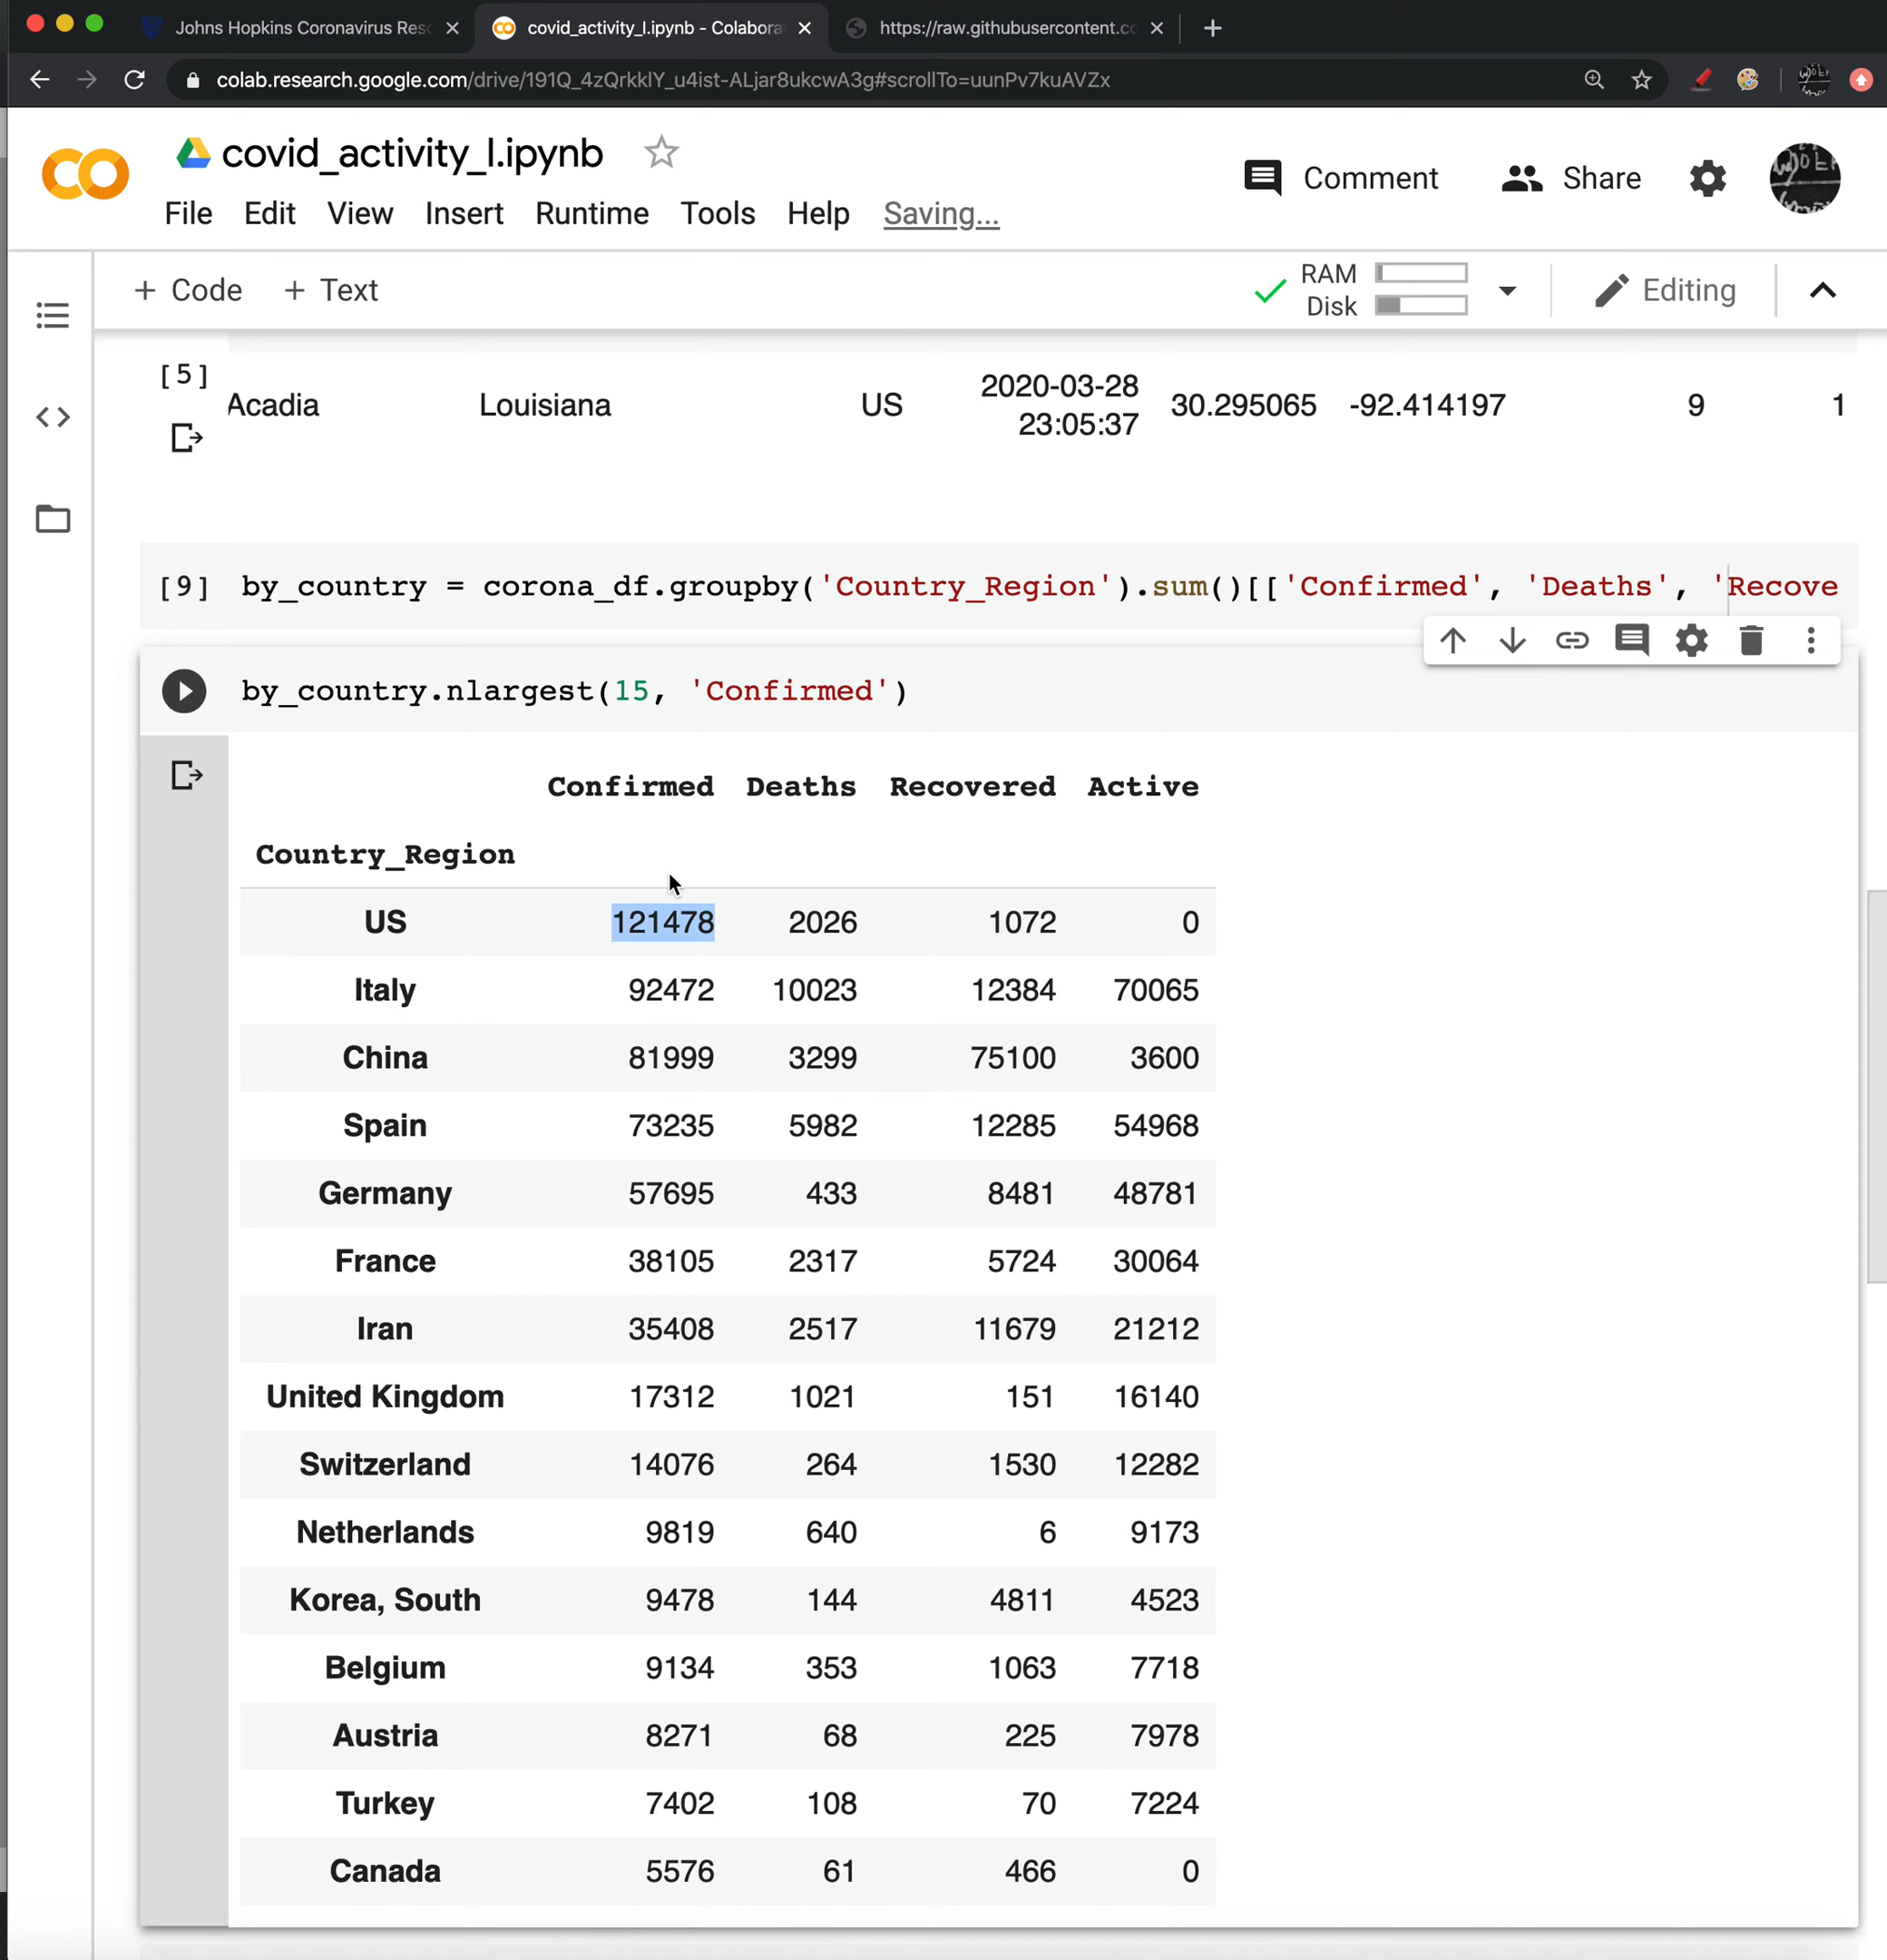 Johns Hopkins Coronavirus Res
covid_activity_l.ipynb - Colabora
https://raw.githubusercontent.c
colab.research.google.com/drive/191Q_4zQrkklY_u4ist-ALjar8ukcwA3g#scrollTo=uunPv7kuAVZx
covid_activity_l.ipynb
Comment
Share
File Edit View Insert Runtime Tools Help Saving...
+ Code + Text
RAM
Disk
Editing
[5]
Acadia Louisiana US 2020-03-28 23:05:37 30.295065 -92.414197 9 1
[9] by_country = corona_df.groupby('Country_Region').sum()[['Confirmed', 'Deaths', 'Recove
by_country.nlargest(15, 'Confirmed')
Confirmed Deaths Recovered Active
Country_Region
US 121478 2026 1072 0
Italy 92472 10023 12384 70065
China 81999 3299 75100 3600
Spain 73235 5982 12285 54968
Germany 57695 433 8481 48781
France 38105 2317 5724 30064
Iran 35408 2517 11679 21212
United Kingdom 17312 1021 151 16140
Switzerland 14076 264 1530 12282
Netherlands 9819 640 6 9173
Korea, South 9478 144 4811 4523
Belgium 9134 353 1063 7718
Austria 8271 68 225 7978
Turkey 7402 108 70 7224
Canada 5576 61 466 0